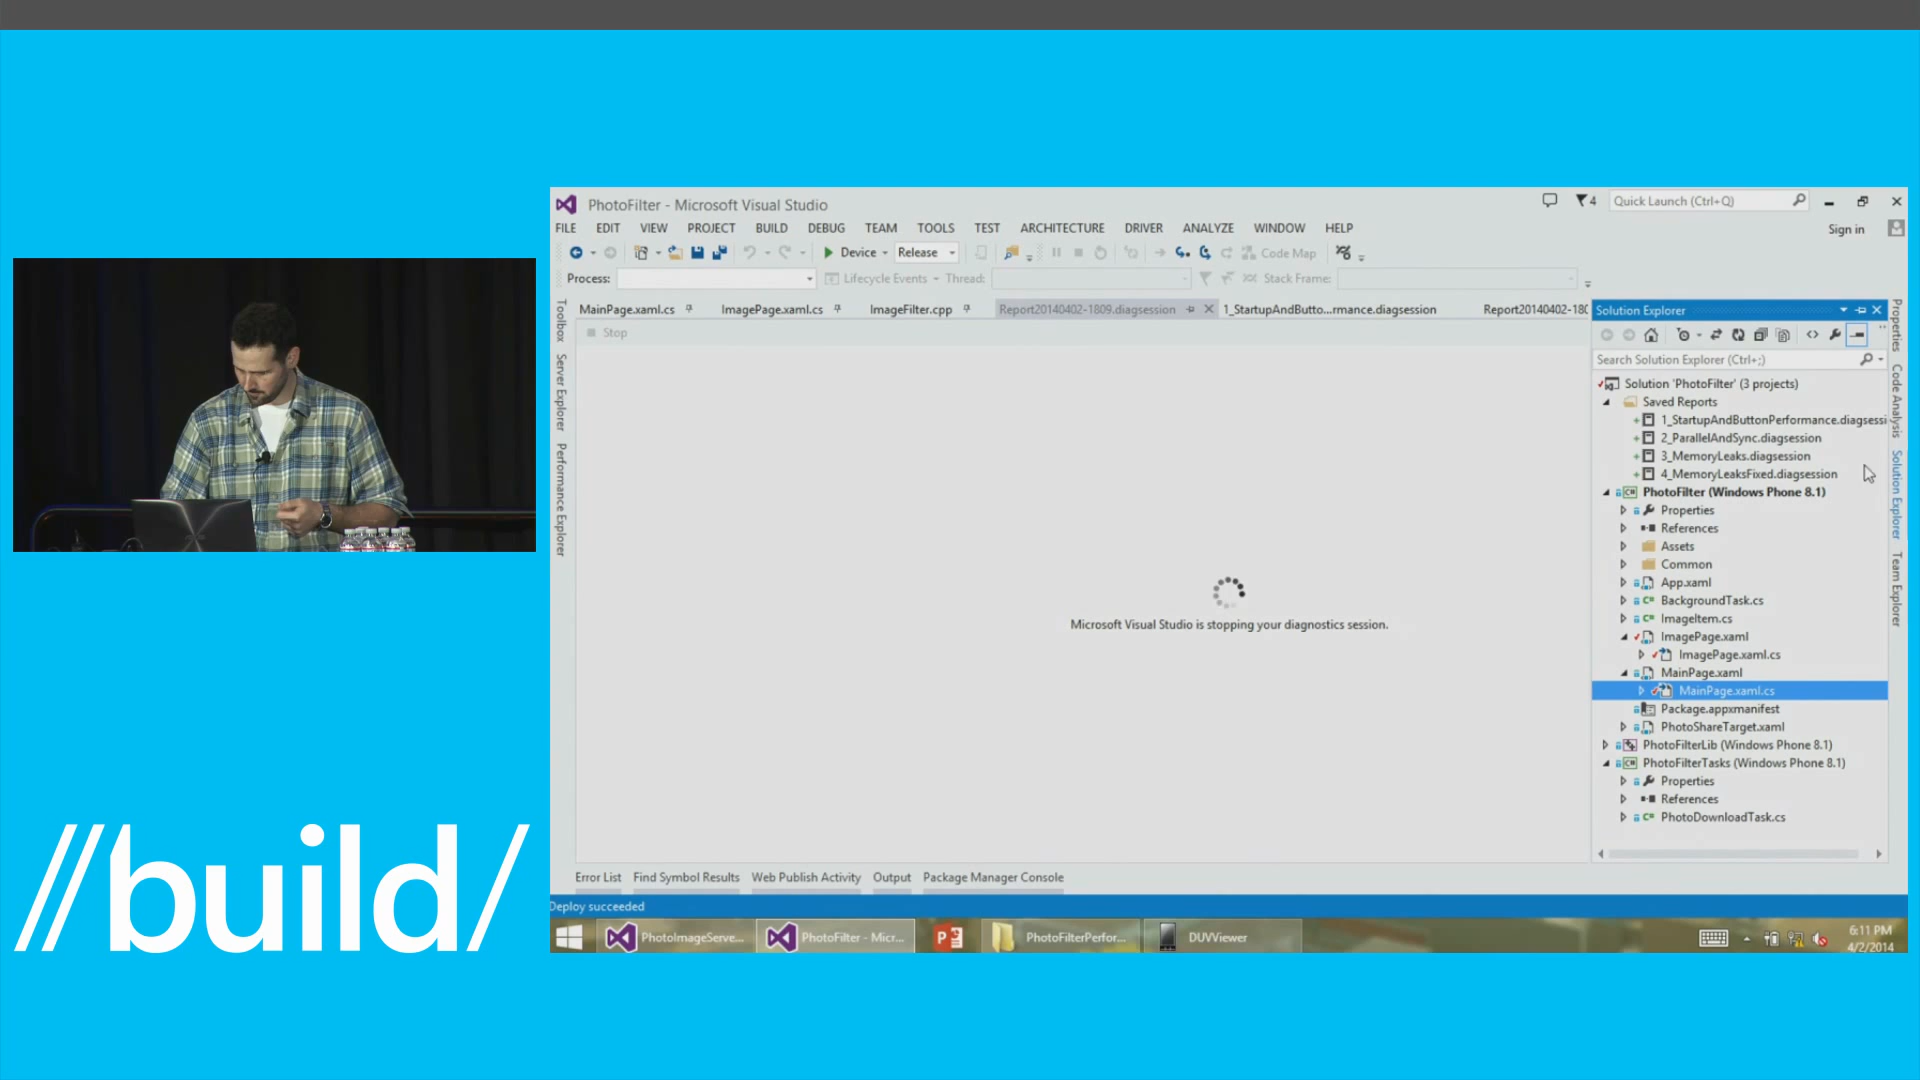 PhotoFilter - Microsoft Visual Studio
4
Quick Launch (Ctrl+Q)
FILE EDIT VIEW PROJECT BUILD DEBUG TEAM TOOLS TEST ARCHITECTURE DRIVER ANALYZE WINDOW HELP
Sign in
Device Release Code Map
Process: Lifecycle Events Thread: Stack Frame:
MainPage.xaml.cs ImagePage.xaml.cs ImageFilter.cpp Report20140402-1809.diagsession 1_StartupAndButto...rmance.diagsession Report20140402-180
Stop
Toolbox
Server Explorer
Performance Explorer
Microsoft Visual Studio is stopping your diagnostics session.
Solution Explorer
Search Solution Explorer (Ctrl+;)
Solution 'PhotoFilter' (3 projects)
Saved Reports
1_StartupAndButtonPerformance.diagsessi
2_ParallelAndSync.diagsession
3_MemoryLeaks.diagsession
4_MemoryLeaksFixed.diagsession
PhotoFilter (Windows Phone 8.1)
Properties
References
Assets
Common
App.xaml
BackgroundTask.cs
ImageItem.cs
ImagePage.xaml
ImagePage.xaml.cs
MainPage.xaml
MainPage.xaml.cs
Package.appxmanifest
PhotoShareTarget.xaml
PhotoFilterLib (Windows Phone 8.1)
PhotoFilterTasks (Windows Phone 8.1)
Properties
References
PhotoDownloadTask.cs
Properties
Code Analysis
Solution Explorer
Team Explorer
Error List Find Symbol Results Web Publish Activity Output Package Manager Console
Deploy succeeded
PhotoImageServe... PhotoFilter - Micr... PhotoFilterPerfor... DUVViewer
6:11 PM
4/2/2014
//build/